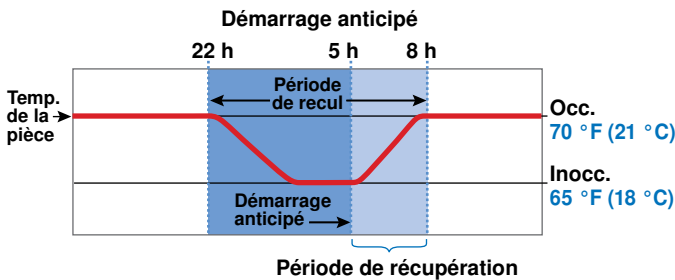 Démarrage anticipé
22 h 5 h 8 h
Temp.
de la
pièce
Période
de recul
Occ.
70 °F (21 °C)
Inocc.
65 °F (18 °C)
Démarrage
anticipé
Période de récupération